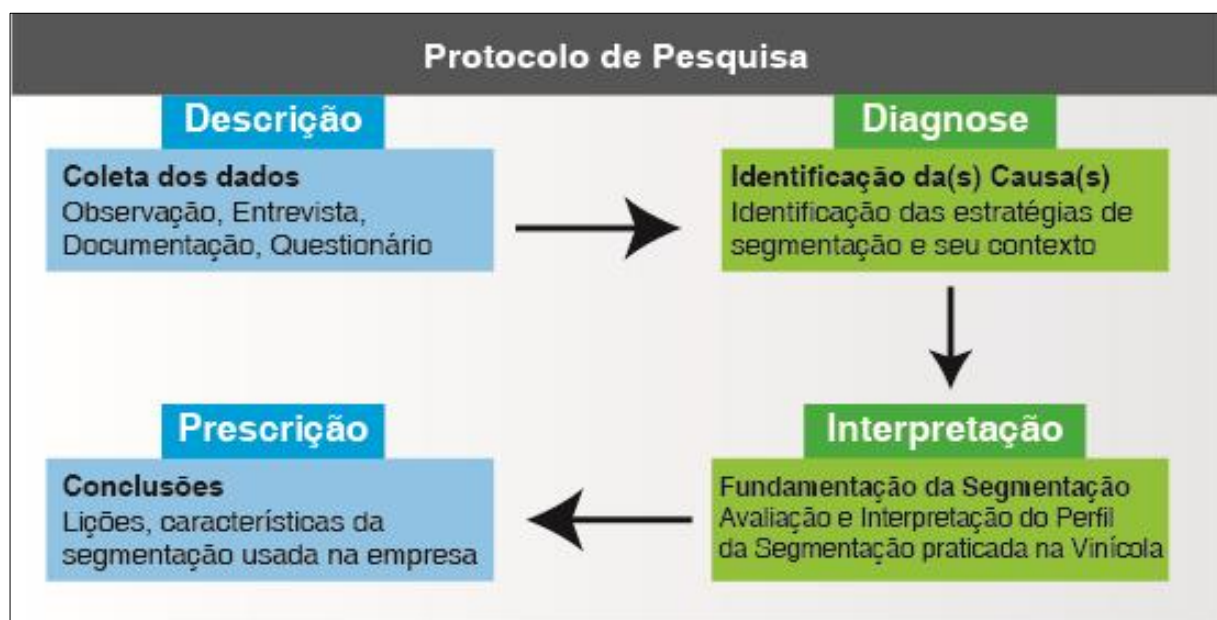 Protocolo de Pesquisa
Descrição
Coleta dos dados
Observação, Entrevista,
Documentação, Questionário
Diagnose
Identificação da(s) Causa(s)
Identificação das estratégias de
segmentação e seu contexto
Interpretação
Fundamentação da Segmentação
Avaliação e Interpretação do Perfil
da Segmentação praticada na Vinícola
Prescrição
Conclusões
Lições, características da
segmentação usada na empresa